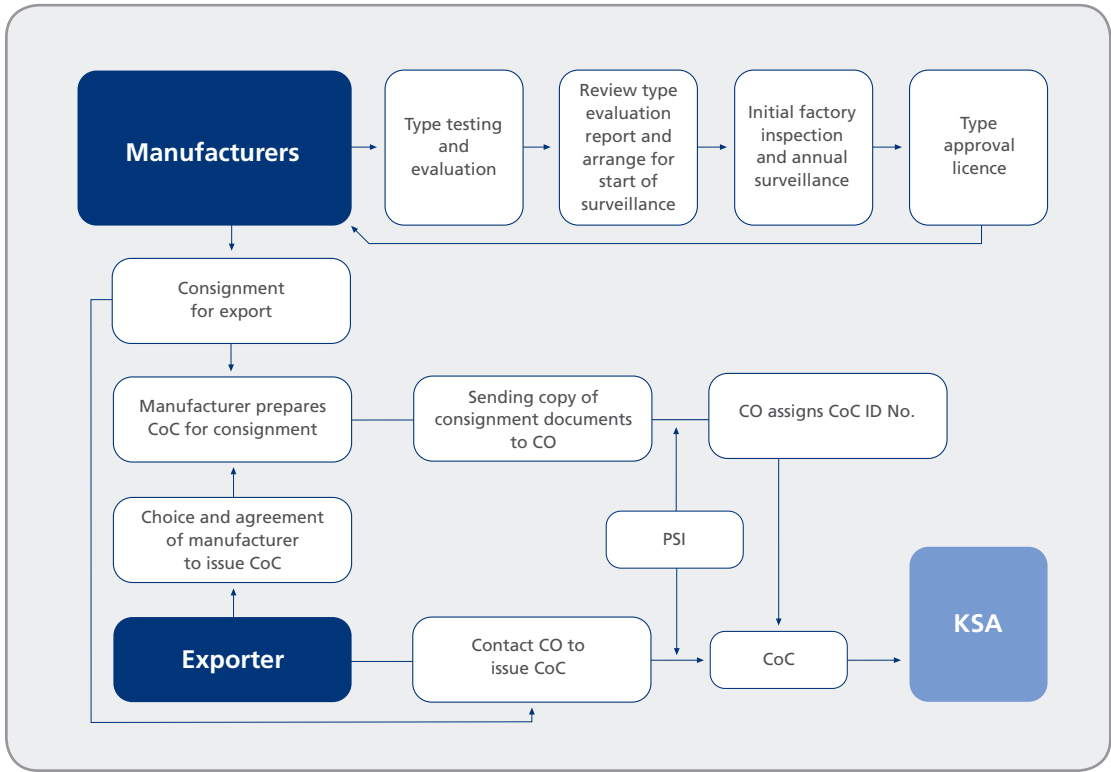 Manufacturers
Type testing
and
evaluation
Review type
evaluation
report and
arrange for
start of
surveillance
Initial factory
inspection
and annual
surveillance
Type
approval
licence
Consignment
for export
Manufacturer prepares
CoC for consignment
Sending copy of
consignment documents
to CO
CO assigns CoC ID No.
Choice and agreement
of manufacturer
to issue CoC
PSI
Exporter
Contact CO to
issue CoC
CoC
KSA